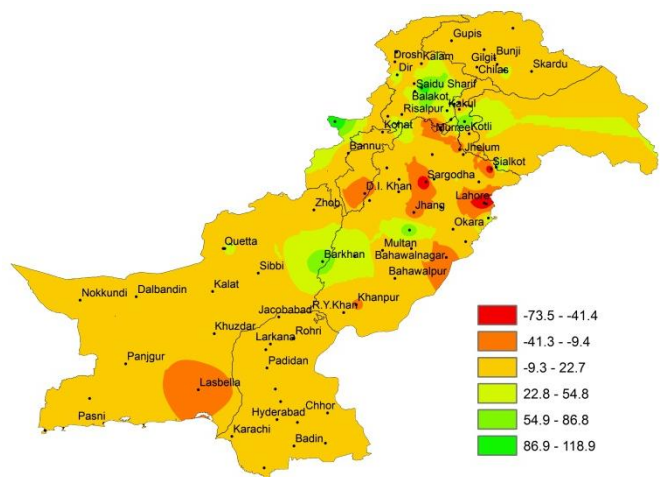 Gupis
Drosh Kalam
Gilgit
Bunji
Chilas
Skardu
Dir
Saidu Sharif
Balakot
Risalpur
Kakul
Kohat
Murree
Kotli
Bannu
Jhelum
Sialkot
Sargodha
D.I. Khan
Lahore
Zhob
Jhang
Okara
Quetta
Multan
Barkhan
Bahawalnagar
Sibbi
Bahawalpur
Kalat
Nokkundi
Dalbandin
R.Y.Khan
Khanpur
Jacobabad
Khuzdar
Rohri
Larkana
Padidan
Panjgur
Lasbella
Pasni
Hyderabad
Chhor
Karachi
Badin
-73.5 - -41.4
-41.3 - -9.4
-9.3 - 22.7
22.8 - 54.8
54.9 - 86.8
86.9 - 118.9